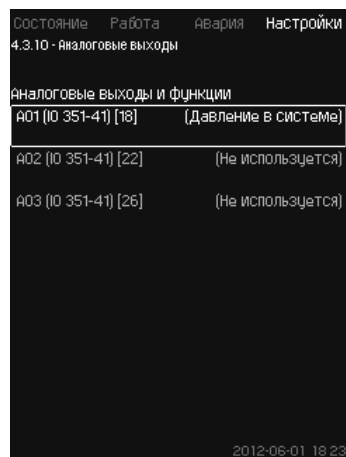 Состояние Работа Авария Настройки
4.3.10 - Аналоговые выходы
Аналоговые выходы и функции
AO1 (IO 351-41) [18] (Давление в системе)
AO2 (IO 351-41) [22] (Не используется)
AO3 (IO 351-41) [26] (Не используется)
2012-06-01 18:23